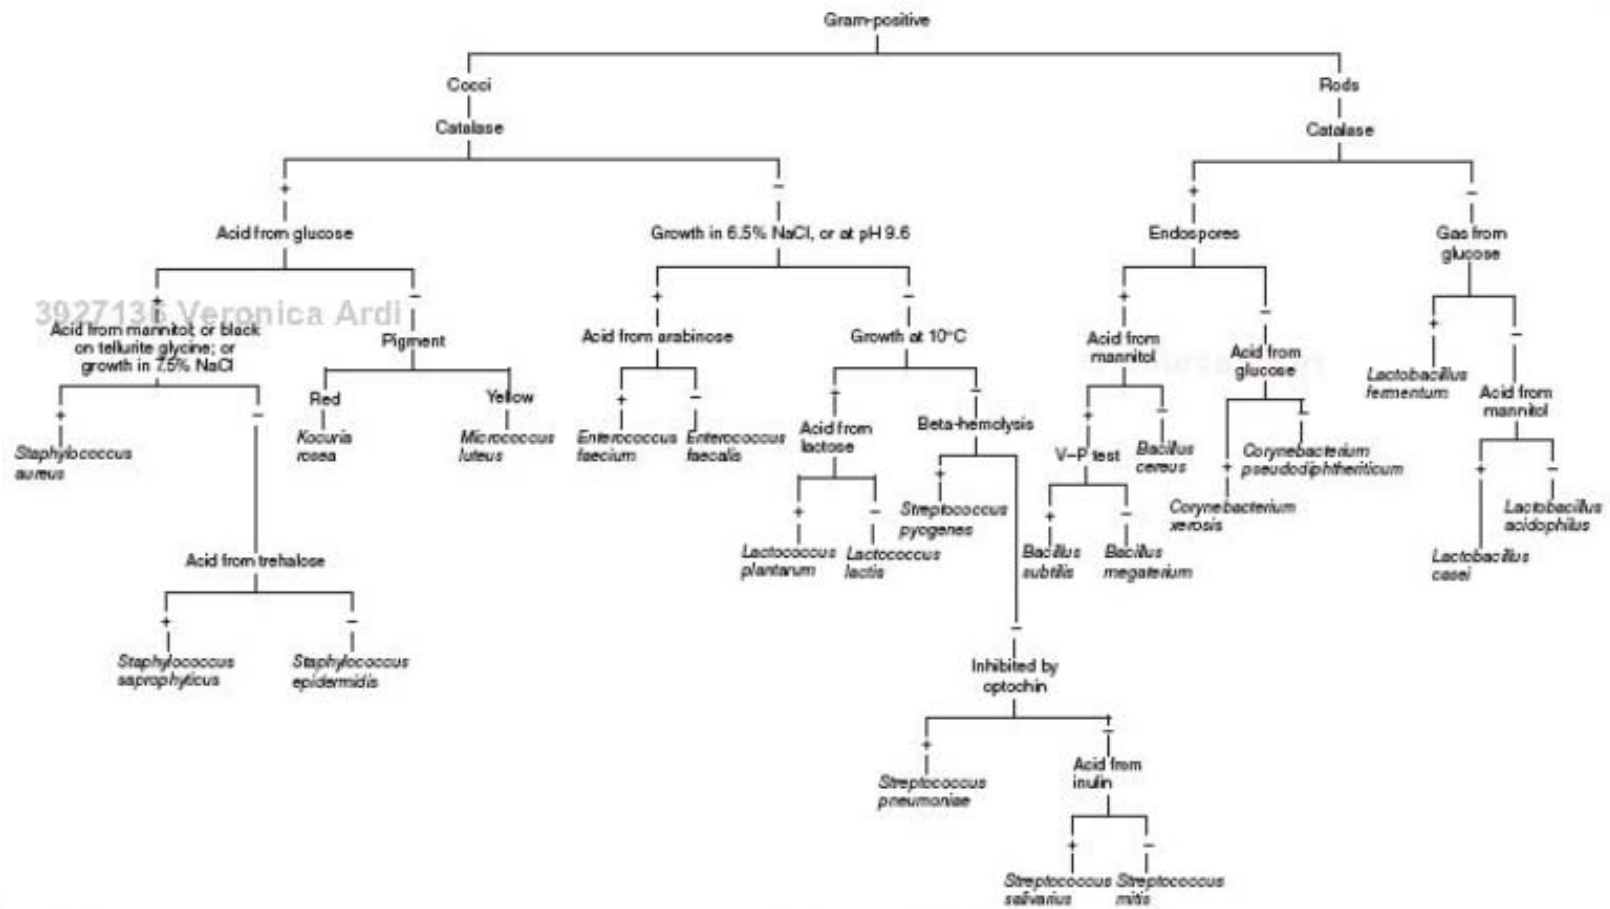 Gram-positive
Cocci
Rods
Catalase
Catalase
+
−
+
−
Acid from glucose
Growth in 6.5% NaCl, or at pH 9.6
Endospores
Gas from
glucose
+
−
+
−
+
−
+
−
3927136 Veronica Ardi
Acid from mannitol; or black
on tellurite glycine; or
growth in 7.5% NaCl
Pigment
Acid from arabinose
Growth at 10°C
Acid from
mannitol
Acid from
glucose
Lactobacillus
fermentum
Acid from
mannitol
+
−
Red
Yellow
+
−
+
−
+
−
+
−
+
−
Staphylococcus
aureus
Kocuria
rosea
Micrococcus
luteus
Enterococcus
faecium
Enterococcus
faecalis
Acid from
lactose
Beta-hemolysis
V–P test
Bacillus
cereus
Corynebacterium
xerosis
Corynebacterium
pseudodiphtheriticum
Lactobacillus
casei
Lactobacillus
acidophilus
+
−
+
−
+
−
Lactococcus
plantarum
Lactococcus
lactis
Streptococcus
pyogenes
Bacillus
subtilis
Bacillus
megaterium
Acid from trehalose
+
−
Staphylococcus
saprophyticus
Staphylococcus
epidermidis
Inhibited by
optochin
+
−
Streptococcus
pneumoniae
Acid from
inulin
+
−
Streptococcus
salivarius
Streptococcus
mitis